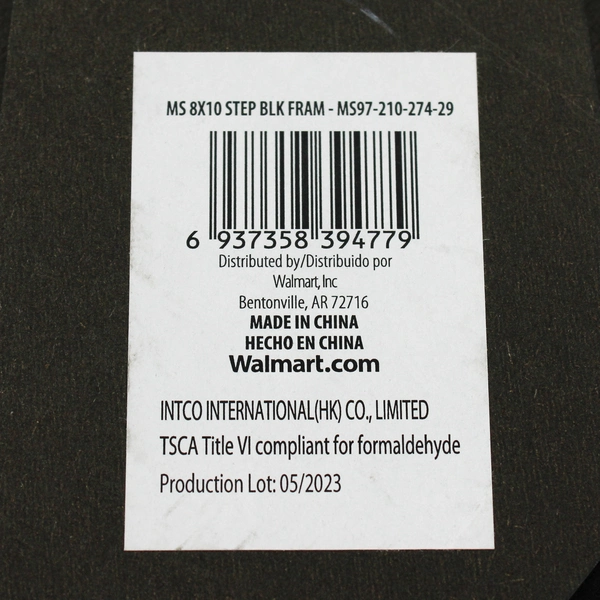 MS 8X10 STEP BLK FRAM - MS97-210-274-29
6 937358 394779
Distributed by/Distribuido por
Walmart, Inc
Bentonville, AR 72716
MADE IN CHINA
HECHO EN CHINA
Walmart.com
INTCO INTERNATIONAL(HK) CO., LIMITED
TSCA Title VI compliant for formaldehyde
Production Lot: 05/2023